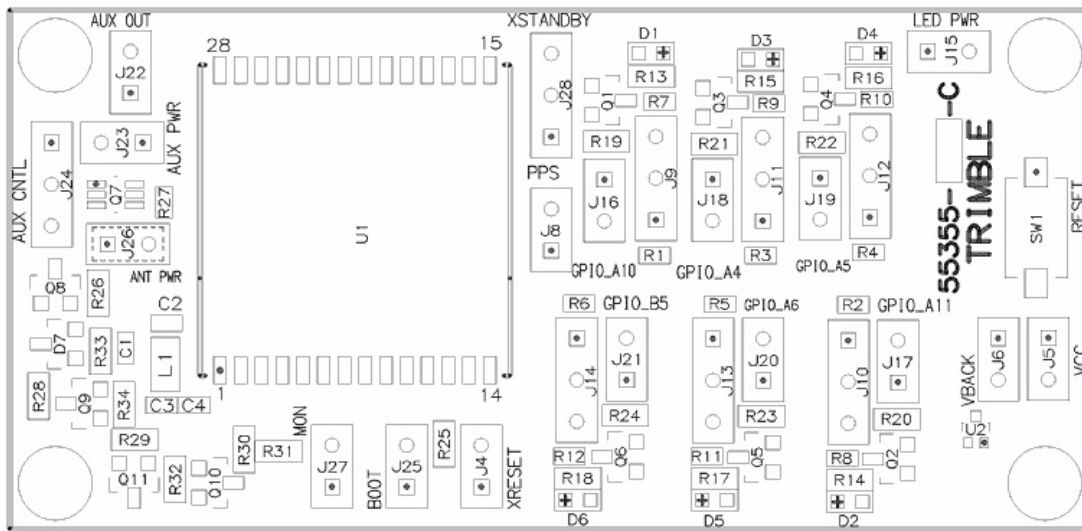 AUX OUT
XSTANDBY
LED PWR
D1
D3
D4
28
15
J22
J28
J15
R13
R15
R16
Q1
R7
Q3
R9
Q4
R10
J23
AUX PWR
AUX CNTL
J24
R19
R21
R22
J9
J11
J12
PPS
J16
J18
J19
55355- -C
TRIMBLE
Q7
R27
U1
J8
SW1
RESET
J26
ANT PWR
R1
R3
R4
GPIO_A10
GPIO_A4
GPIO_A5
Q8
R26
C2
R6
GPIO_B5
R5
GPIO_A6
R2
GPIO_A11
D7
R33
C1
L1
J14
J21
J13
J20
J10
J17
VBACK
J6
J5
VCC
R28
Q9
R34
C3
C4
1
14
R24
R23
R20
U2
R29
R30
R31
MON
J27
BOOT
J25
R25
J4
XRESET
R12
Q6
R11
Q5
R8
Q2
Q11
R32
Q10
R18
R17
R14
D6
D5
D2